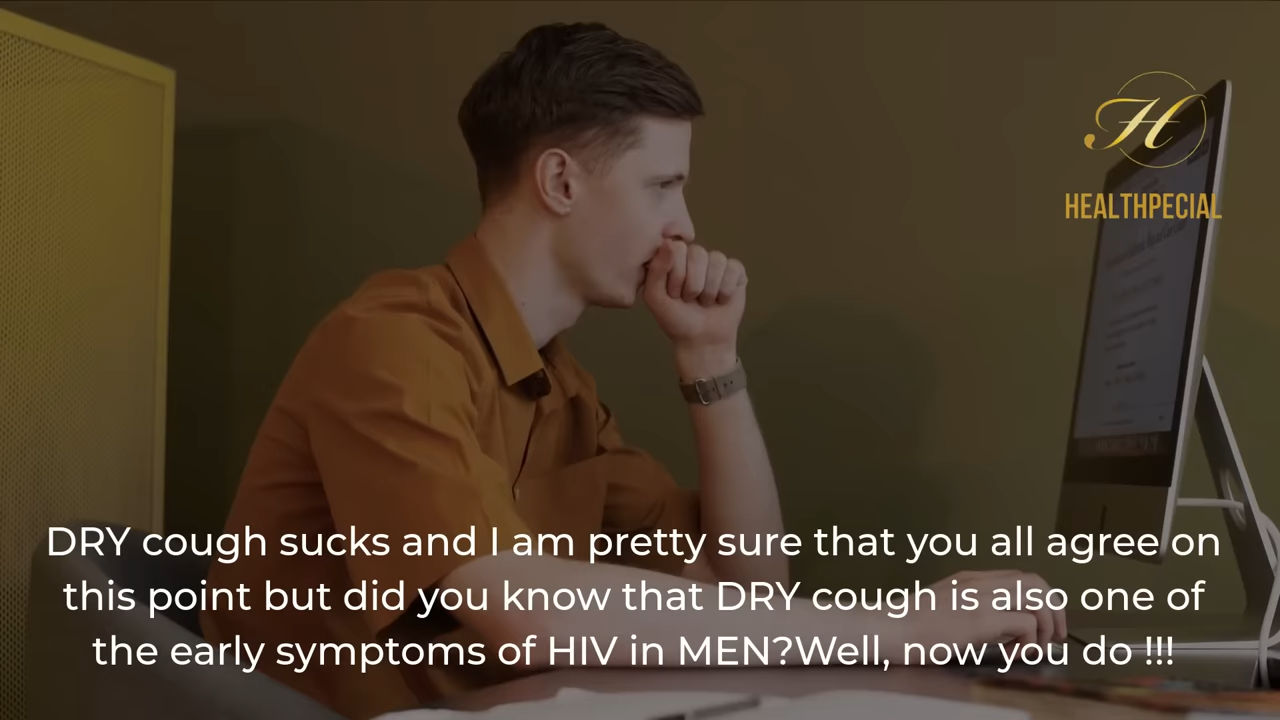 H
HEALTHPECIAL
DRY cough sucks and I am pretty sure that you all agree on
this point but did you know that DRY cough is also one of
the early symptoms of HIV in MEN?Well, now you do !!!